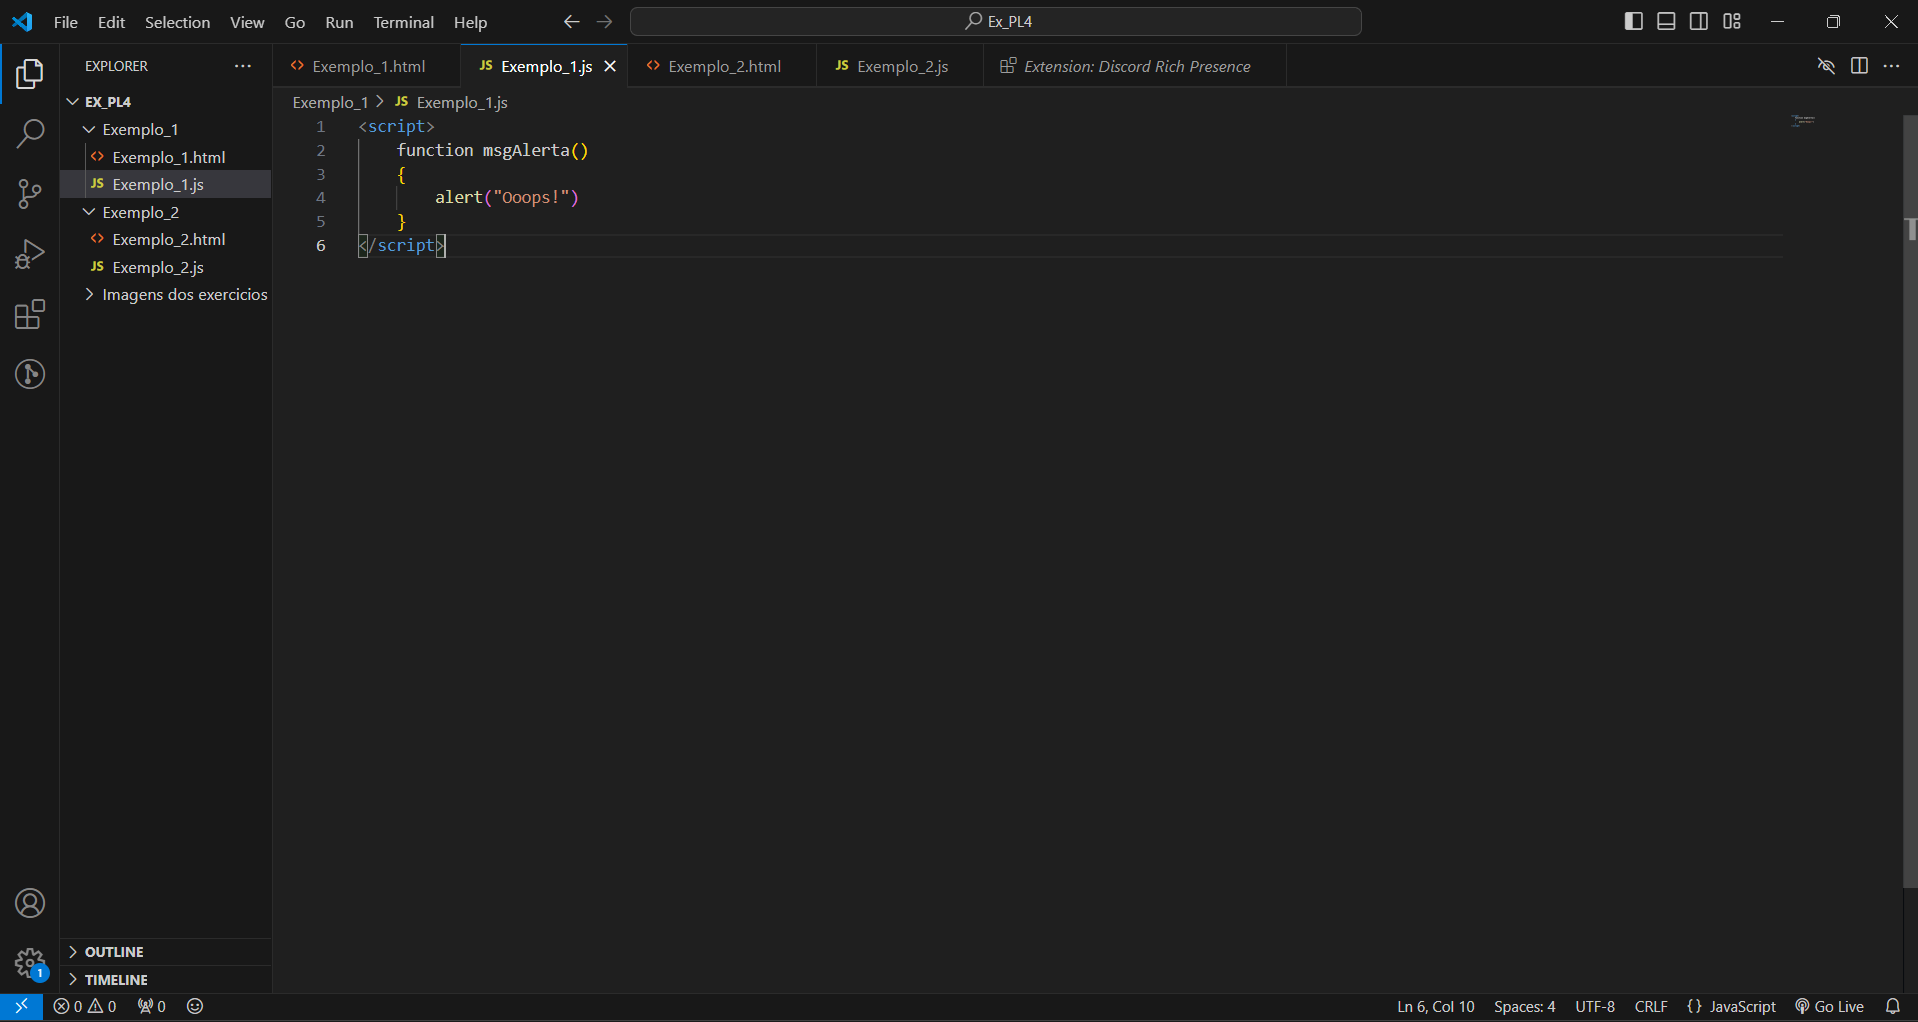 File Edit Selection View Go Run Terminal Help
Ex_PL4
EXPLORER
EX_PL4
Exemplo_1
Exemplo_1.html
JS Exemplo_1.js
Exemplo_2
Exemplo_2.html
JS Exemplo_2.js
Imagens dos exercicios
OUTLINE
TIMELINE
Exemplo_1.html
JS Exemplo_1.js
Exemplo_2.html
JS Exemplo_2.js
Extension: Discord Rich Presence
Exemplo_1 > JS Exemplo_1.js
1 <script>
2 function msgAlerta()
3 {
4 alert("Ooops!")
5 }
6 </script>
1
0 0 0
Ln 6, Col 10 Spaces: 4 UTF-8 CRLF {} JavaScript Go Live